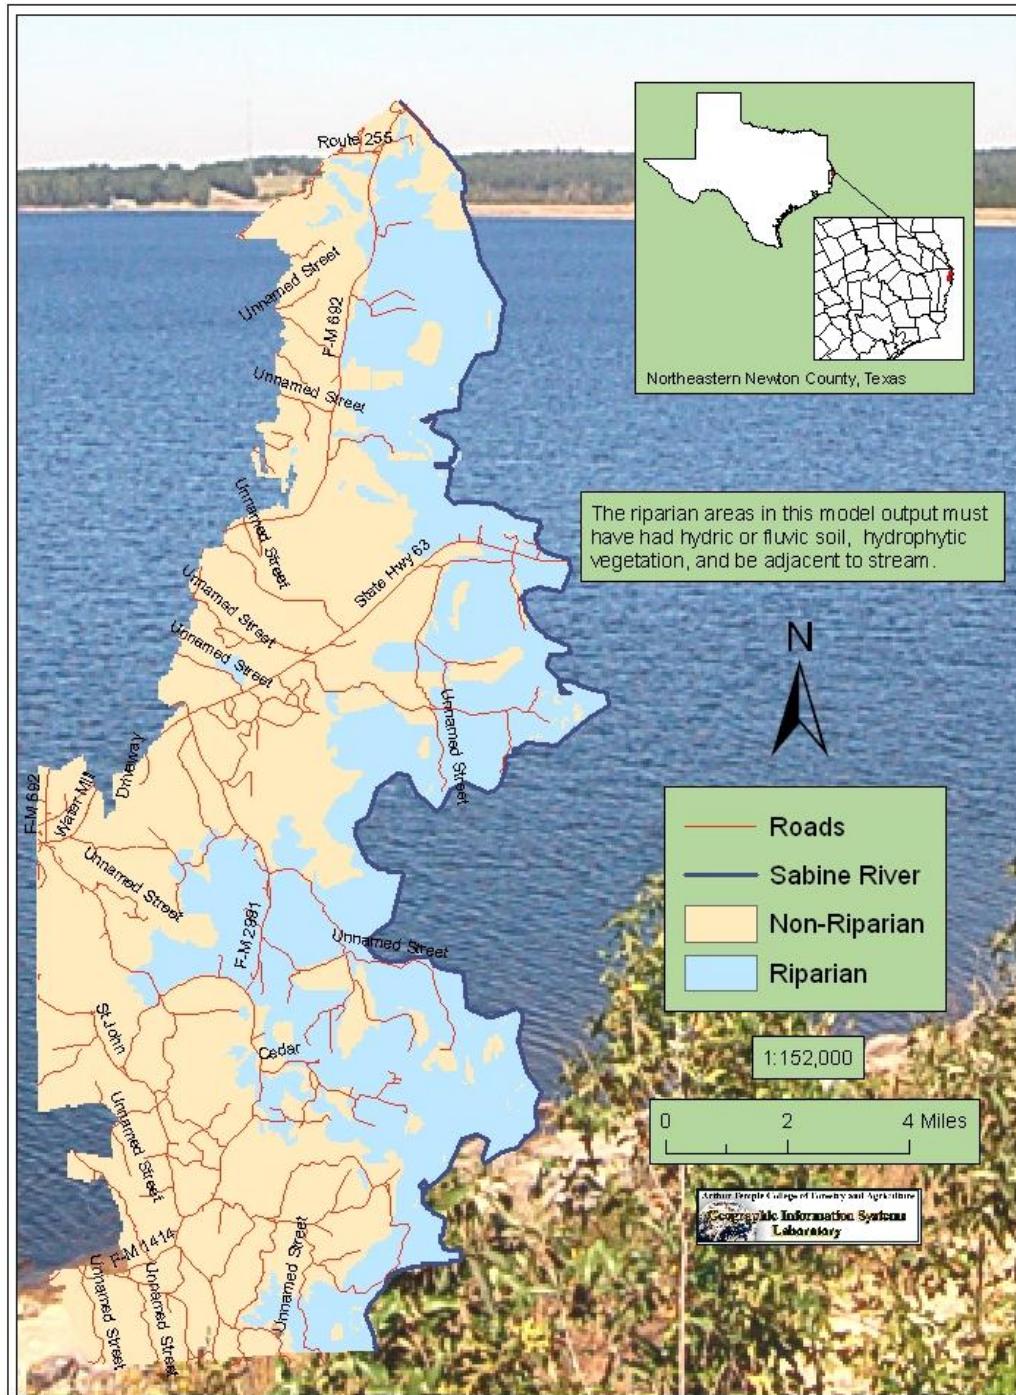 Route 255
Unnamed Street
F-M 692
Unnamed Street
Northeastern Newton County, Texas
Unnamed Street
The riparian areas in this model output must
have had hydric or fluvic soil, hydrophytic
vegetation, and be adjacent to stream.
State Hwy 63
Unnamed Street
Unnamed Street
N
Unnamed Street
Driveway
F-M 692
Water Mill
Roads
Sabine River
Non-Riparian
Riparian
Unnamed Street
F-M 2991
Unnamed Street
St John
Cedar
1:152,000
0 2 4 Miles
Unnamed Street
Arthur Temple College of Forestry and Agriculture
Geographic Information Systems
Laboratory
F-M 1414
Unnamed Street
Unnamed Street
Unnamed Street